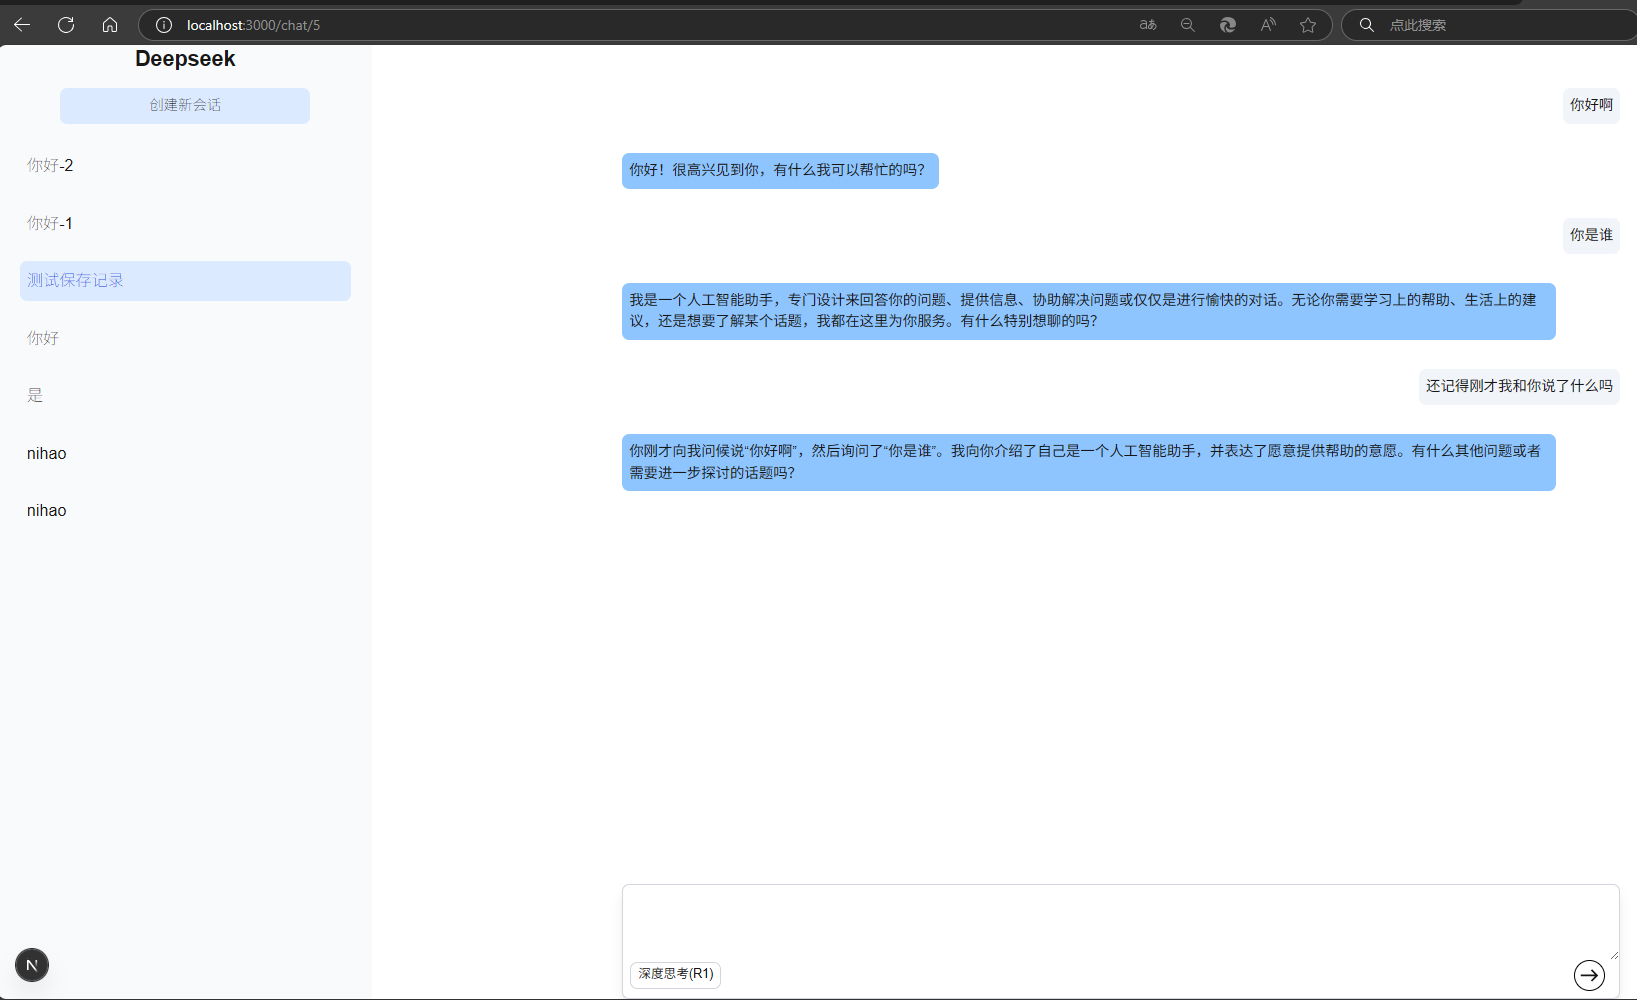 localhost:3000/chat/5
aあ
A
点此搜索
Deepseek
创建新会话
你好-2
你好-1
测试保存记录
你好
是
nihao
nihao
你好啊
你好！很高兴见到你，有什么我可以帮忙的吗？
你是谁
我是一个人工智能助手，专门设计来回答你的问题、提供信息、协助解决问题或仅仅是进行愉快的对话。无论你需要学习上的帮助、生活上的建
议，还是想要了解某个话题，我都在这里为你服务。有什么特别想聊的吗？
还记得刚才我和你说了什么吗
你刚才向我问候说“你好啊”，然后询问了“你是谁”。我向你介绍了自己是一个人工智能助手，并表达了愿意提供帮助的意愿。有什么其他问题或者
需要进一步探讨的话题吗？
深度思考(R1)
N